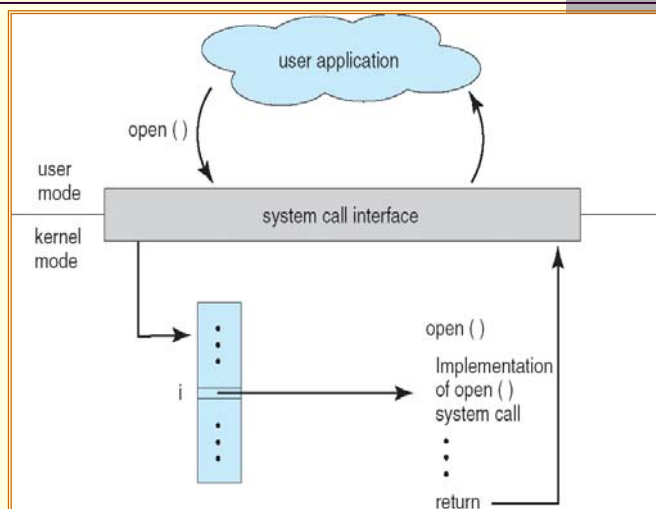 user application
open ( )
user
mode
system call interface
kernel
mode
i
open ( )
Implementation
of open ( )
system call
return